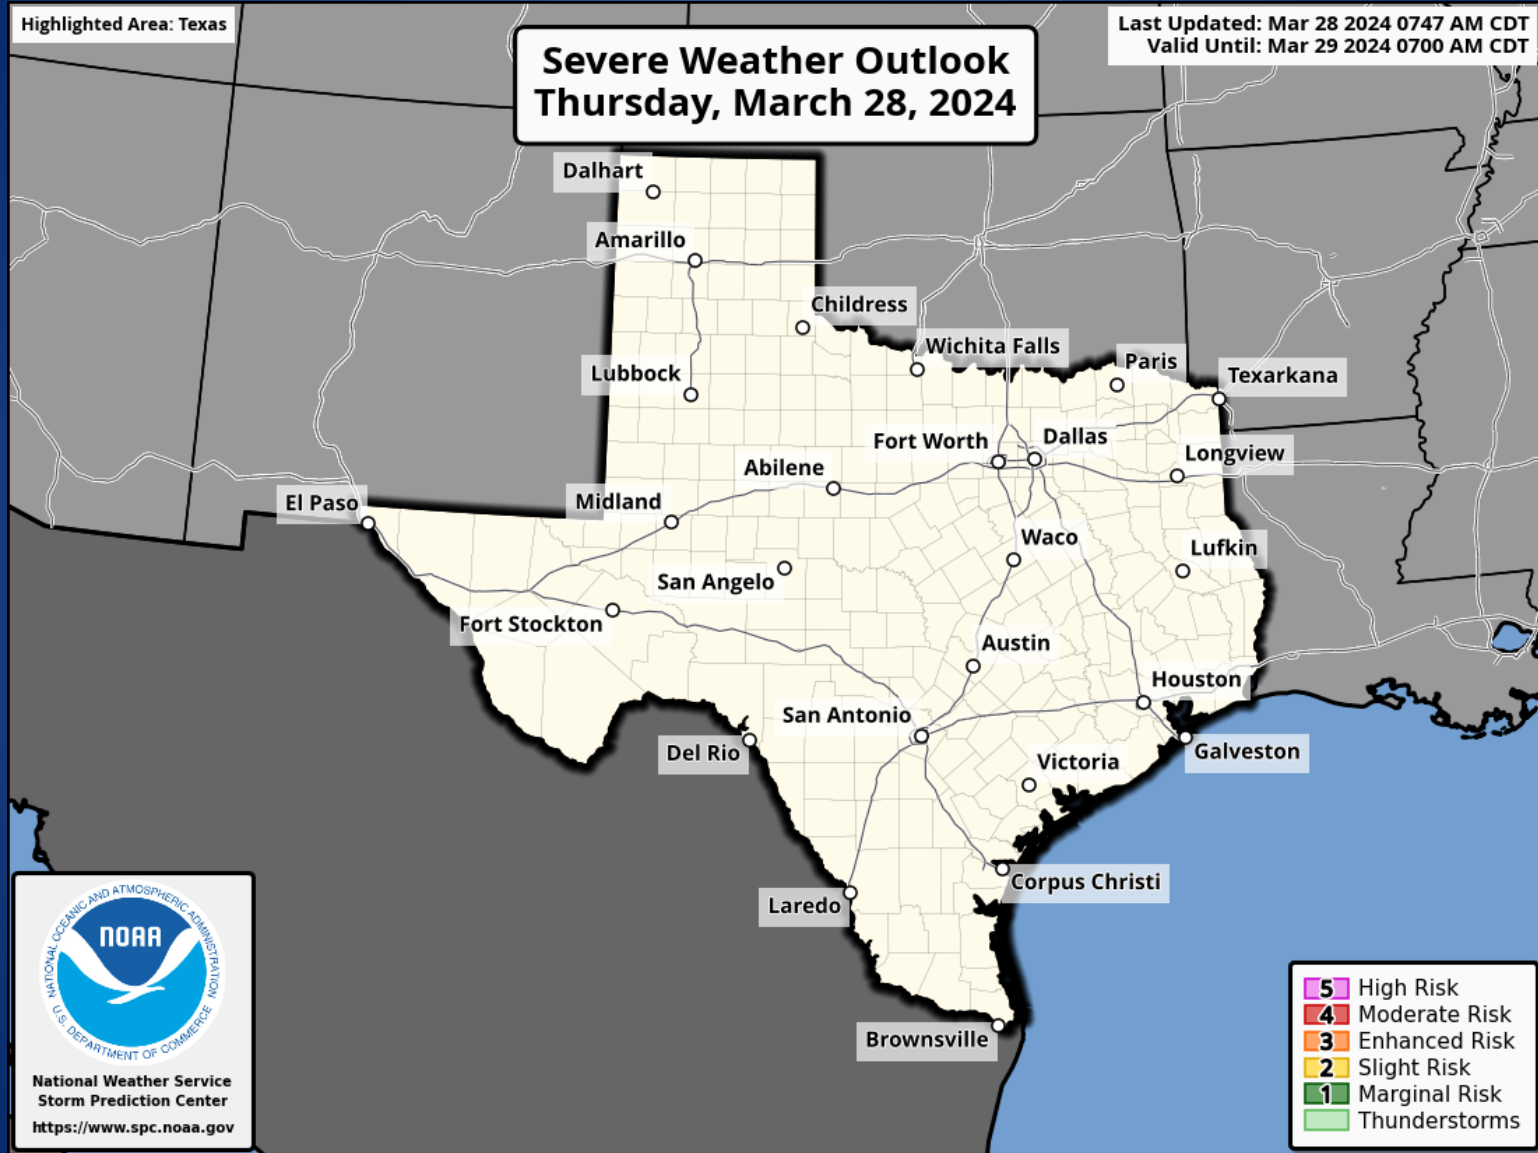 Highlighted Area: Texas
Last Updated: Mar 28 2024 0747 AM CDT
Valid Until: Mar 29 2024 0700 AM CDT
Severe Weather Outlook
Thursday, March 28, 2024
Dalhart
Amarillo
Childress
Wichita Falls
Paris
Texarkana
Lubbock
Fort Worth
Dallas
Longview
Abilene
Midland
El Paso
Waco
Lufkin
San Angelo
Fort Stockton
Austin
Houston
San Antonio
Del Rio
Galveston
Victoria
Corpus Christi
Laredo
Brownsville
NATIONAL OCEANIC AND ATMOSPHERIC ADMINISTRATION
NOAA
U.S. DEPARTMENT OF COMMERCE
National Weather Service
Storm Prediction Center
https://www.spc.noaa.gov
5 High Risk
4 Moderate Risk
3 Enhanced Risk
2 Slight Risk
1 Marginal Risk
Thunderstorms